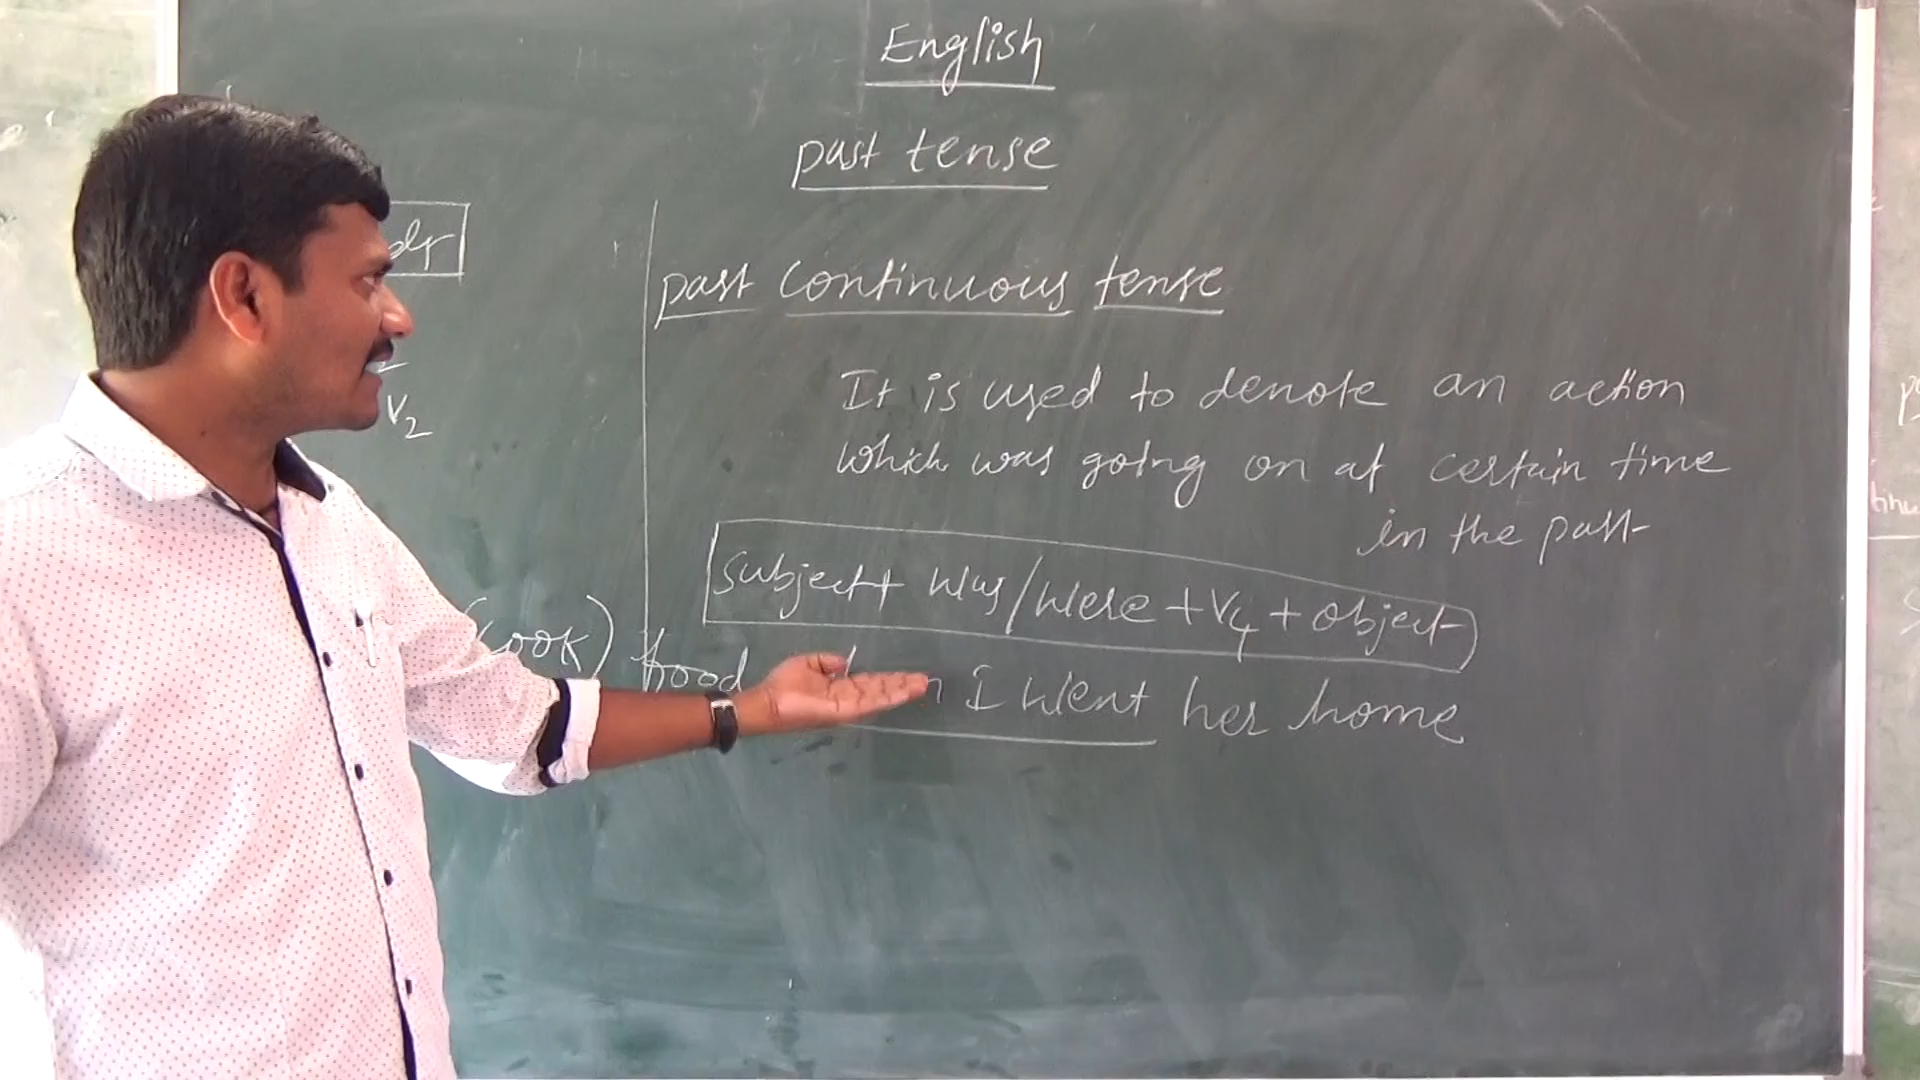 English
past tense
past continuous tense
It is used to denote an action
which was going on at certain time
in the past
V2
subject + was/were + V4 + object
(cook) food I went her home